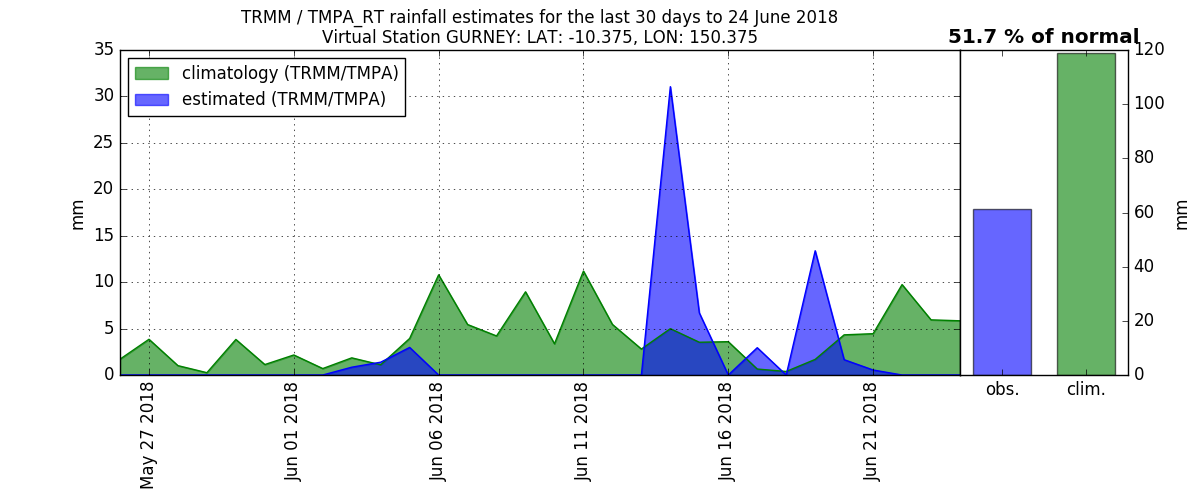 TRMM / TMPA_RT rainfall estimates for the last 30 days to 24 June 2018
Virtual Station GURNEY: LAT: -10.375, LON: 150.375
51.7 % of normal
climatology (TRMM/TMPA)
estimated (TRMM/TMPA)
35
30
25
20
15
10
5
0
mm
May 27 2018
Jun 01 2018
Jun 06 2018
Jun 11 2018
Jun 16 2018
Jun 21 2018
obs.
clim.
120
100
80
60
40
20
0
mm